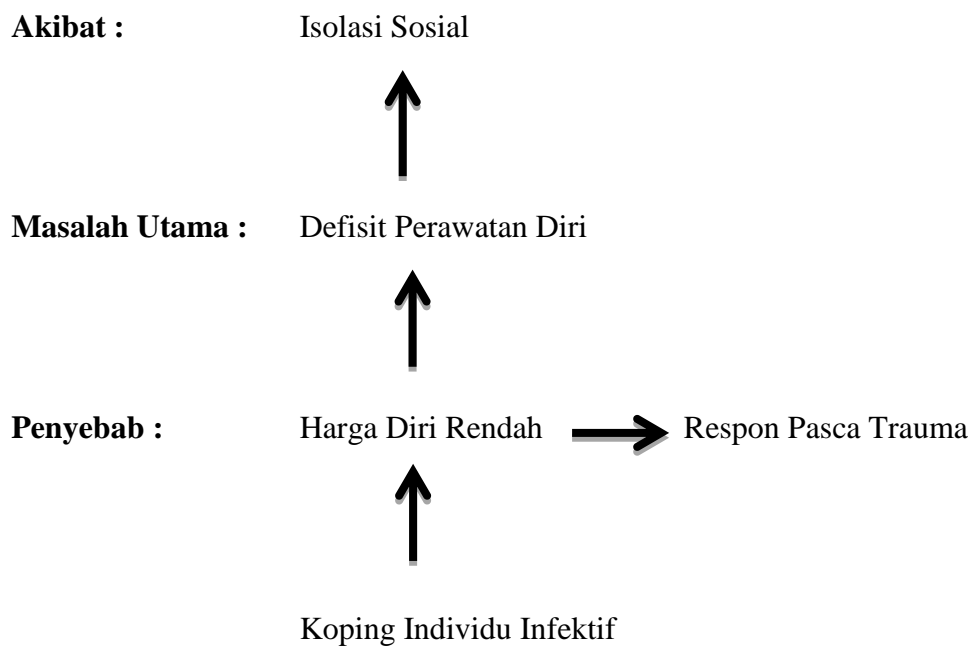 Akibat : Isolasi Sosial
Masalah Utama : Defisit Perawatan Diri
Penyebab : Harga Diri Rendah Respon Pasca Trauma
Koping Individu Infektif